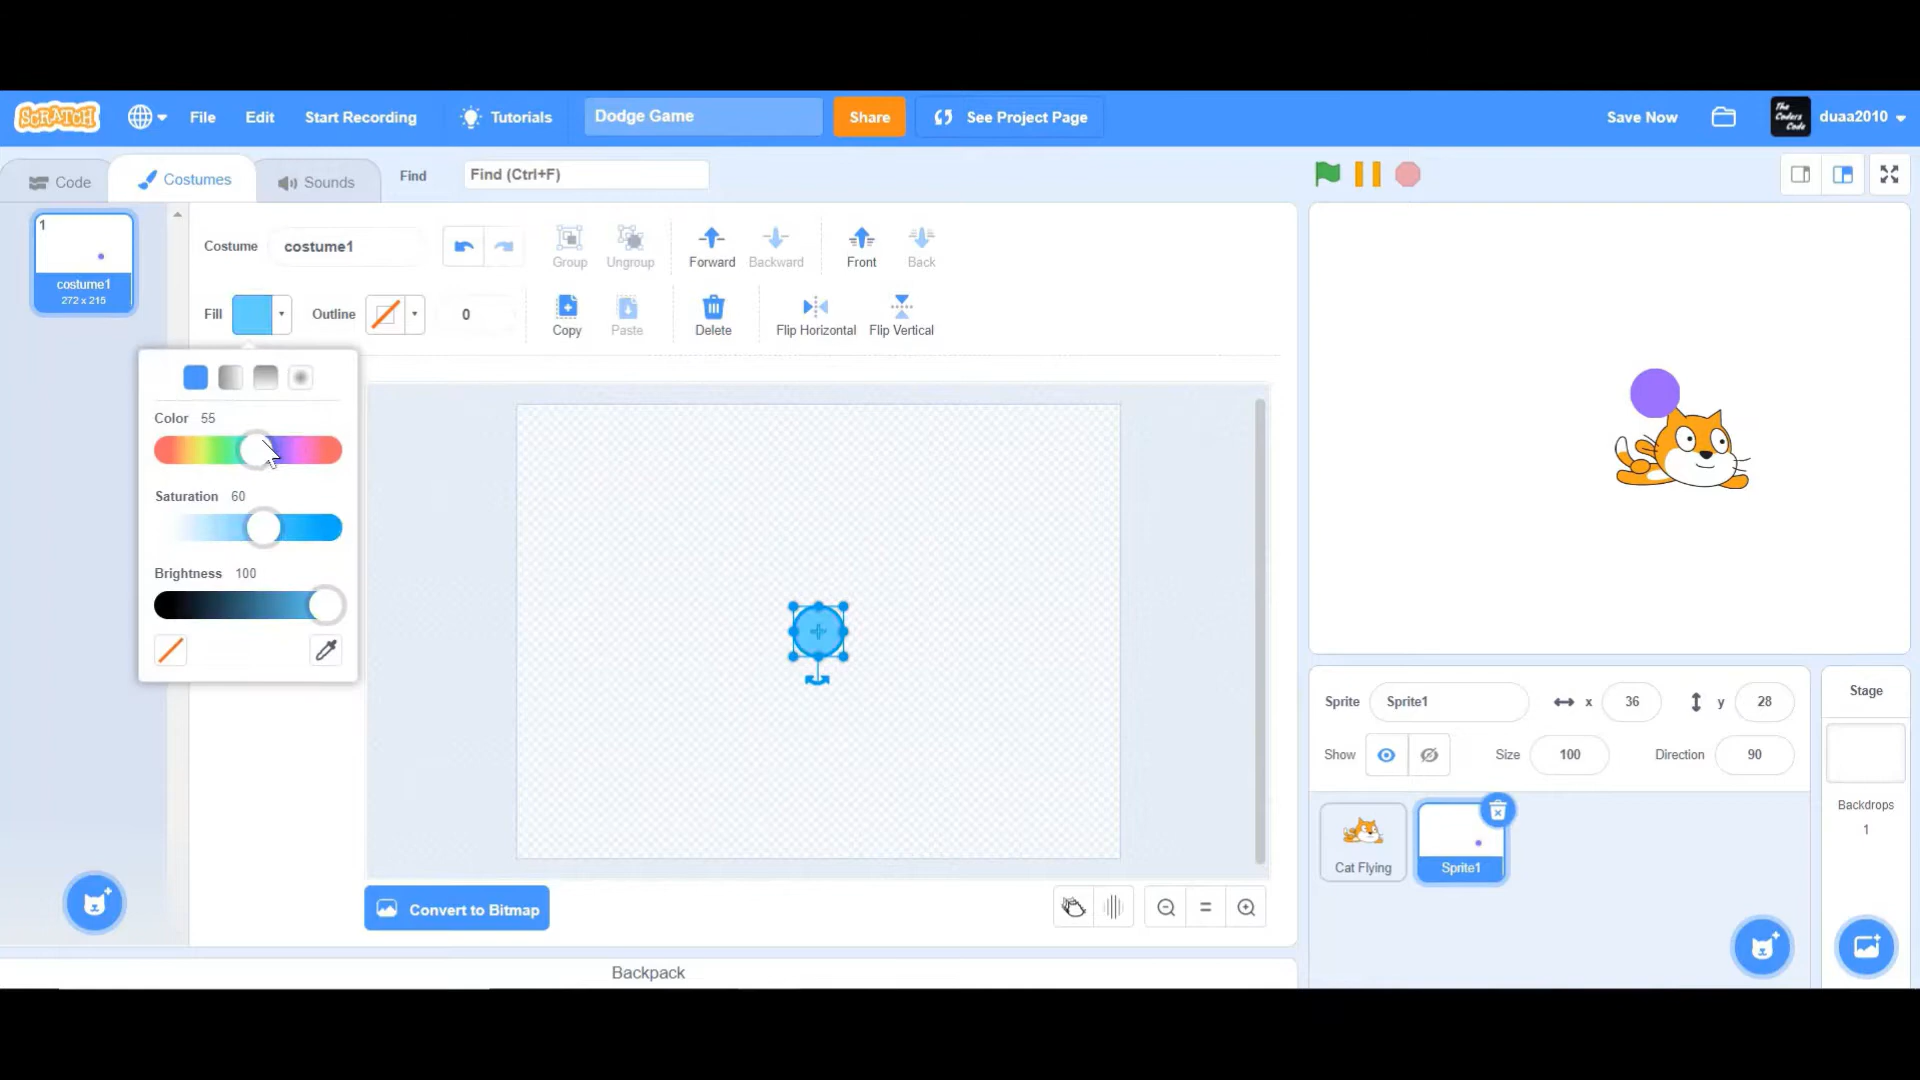 SCRATCH File Edit Start Recording Tutorials Dodge Game Share See Project Page Save Now The Coders Code duaa2010
Code Costumes Sounds Find Find (Ctrl+F)
1
costume1
272 x 215
Costume costume1 Group Ungroup Forward Backward Front Back
Fill Outline 0 Copy Paste Delete Flip Horizontal Flip Vertical
Color 55
Saturation 60
Brightness 100
Convert to Bitmap
Backpack
Sprite Sprite1 x 36 y 28
Show Size 100 Direction 90
Cat Flying Sprite1
Stage
Backdrops
1